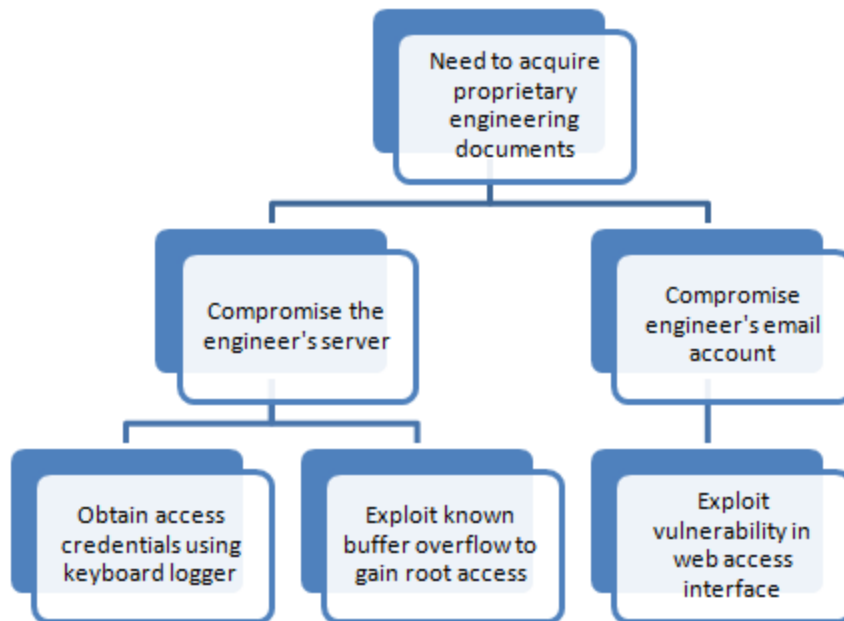 Need to acquire
proprietary
engineering
documents
Compromise the
engineer's server
Compromise
engineer's email
account
Obtain access
credentials using
keyboard logger
Exploit known
buffer overflow to
gain root access
Exploit
vulnerability in
web access
interface